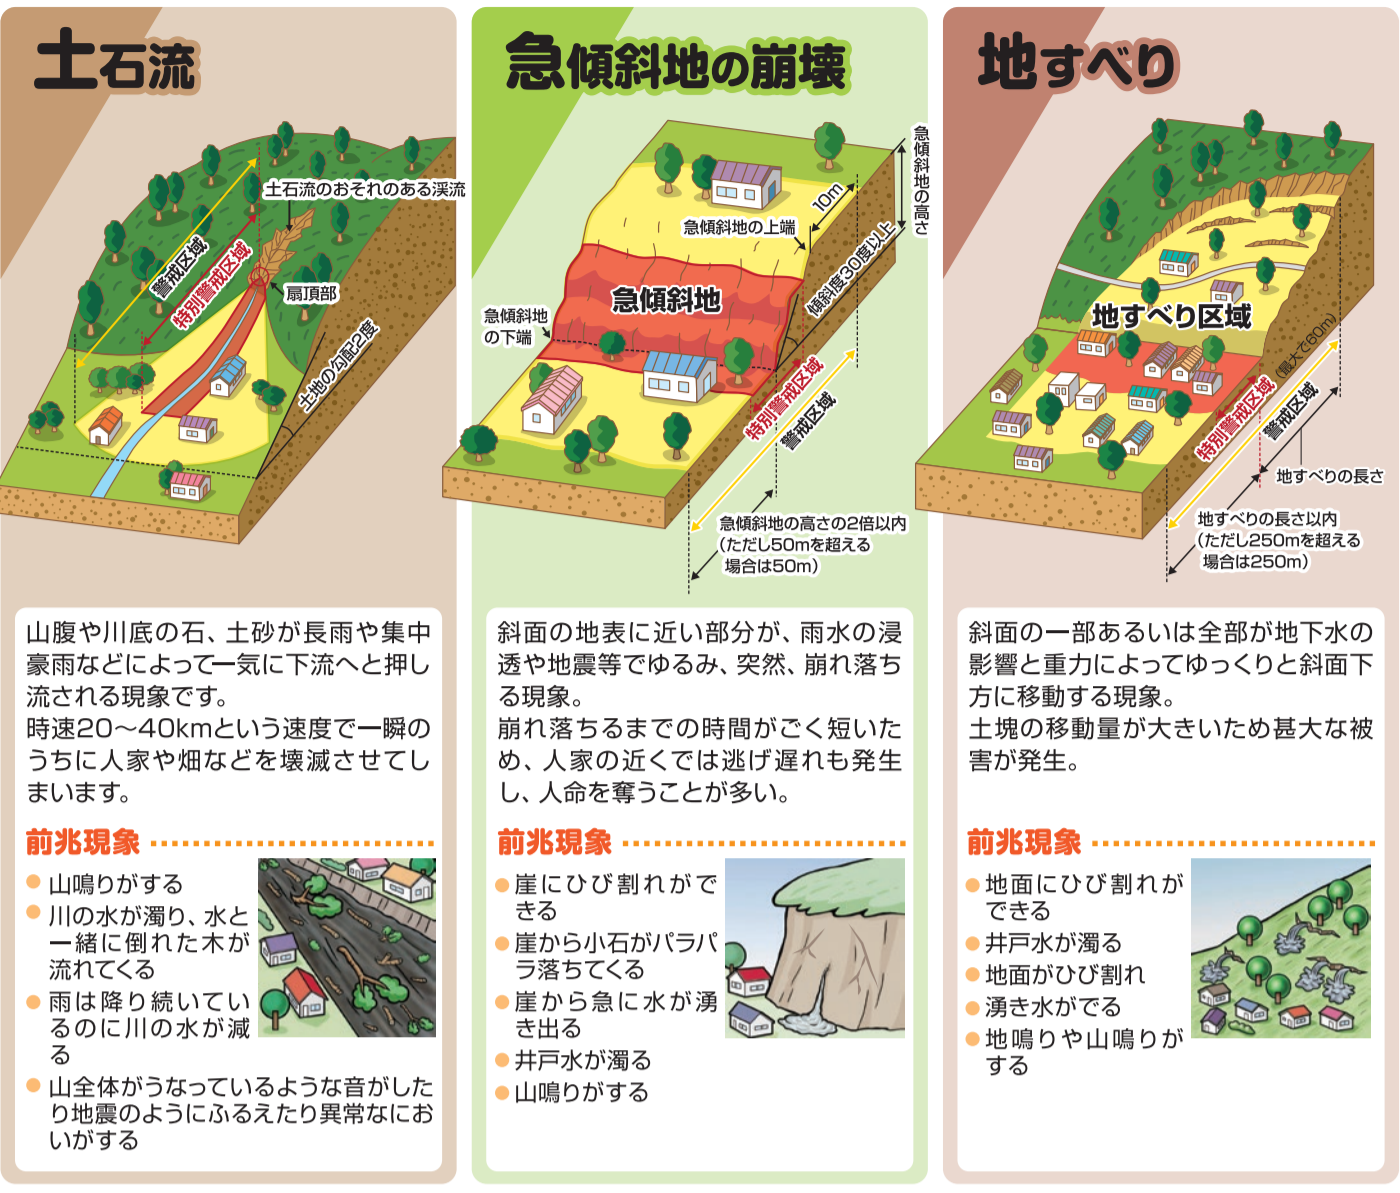 土石流
土石流のおそれのある渓流
警戒区域
特別警戒区域
扇頂部
土地の勾配2度
山腹や川底の石、土砂が長雨や集中
豪雨などによって一気に下流へと押し
流される現象です。
時速20〜40kmという速度で一瞬の
うちに人家や畑などを壊滅させてし
まいます。
前兆現象
山鳴りがする
川の水が濁り、水と
一緒に倒れた木が
流れてくる
雨は降り続いてい
るのに川の水が減
る
山全体がうなっているような音がした
り地震のようにふるえたり異常なにお
いがする
急傾斜地の崩壊
急傾斜地の高さ
10m
急傾斜地の上端
傾斜度30度以上
急傾斜地
急傾斜地
の下端
特別警戒区域
警戒区域
急傾斜地の高さの2倍以内
(ただし50mを超える
場合は50m)
斜面の地表に近い部分が、雨水の浸
透や地震等でゆるみ、突然、崩れ落ち
る現象。
崩れ落ちるまでの時間がごく短いた
め、人家の近くでは逃げ遅れも発生
し、人命を奪うことが多い。
前兆現象
崖にひび割れがで
きる
崖から小石がパラパ
ラ落ちてくる
崖から急に水が湧
き出る
井戸水が濁る
山鳴りがする
地すべり
地すべり区域
(最大で60m)
特別警戒区域
警戒区域
地すべりの長さ
地すべりの長さ以内
(ただし250mを超える
場合は250m)
斜面の一部あるいは全部が地下水の
影響と重力によってゆっくりと斜面下
方に移動する現象。
土塊の移動量が大きいため甚大な被
害が発生。
前兆現象
地面にひび割れが
できる
井戸水が濁る
地面がひび割れ
湧き水がでる
地鳴りや山鳴りが
する